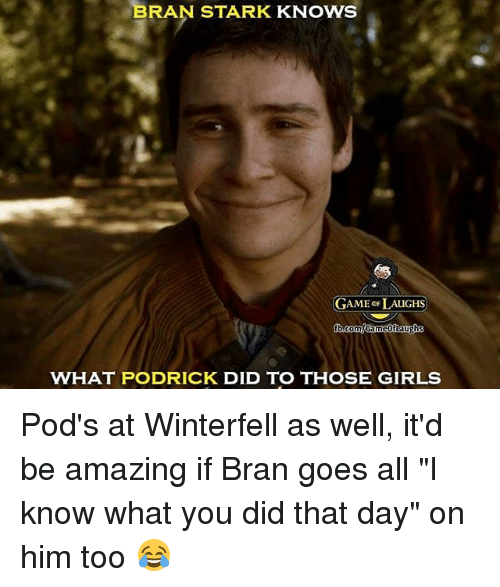 BRAN STARK KNOWS
GAME OF LAUGHS
fb.com/GameOflaughs
WHAT PODRICK DID TO THOSE GIRLS
Pod's at Winterfell as well, it'd
be amazing if Bran goes all "I
know what you did that day" on
him too 😂